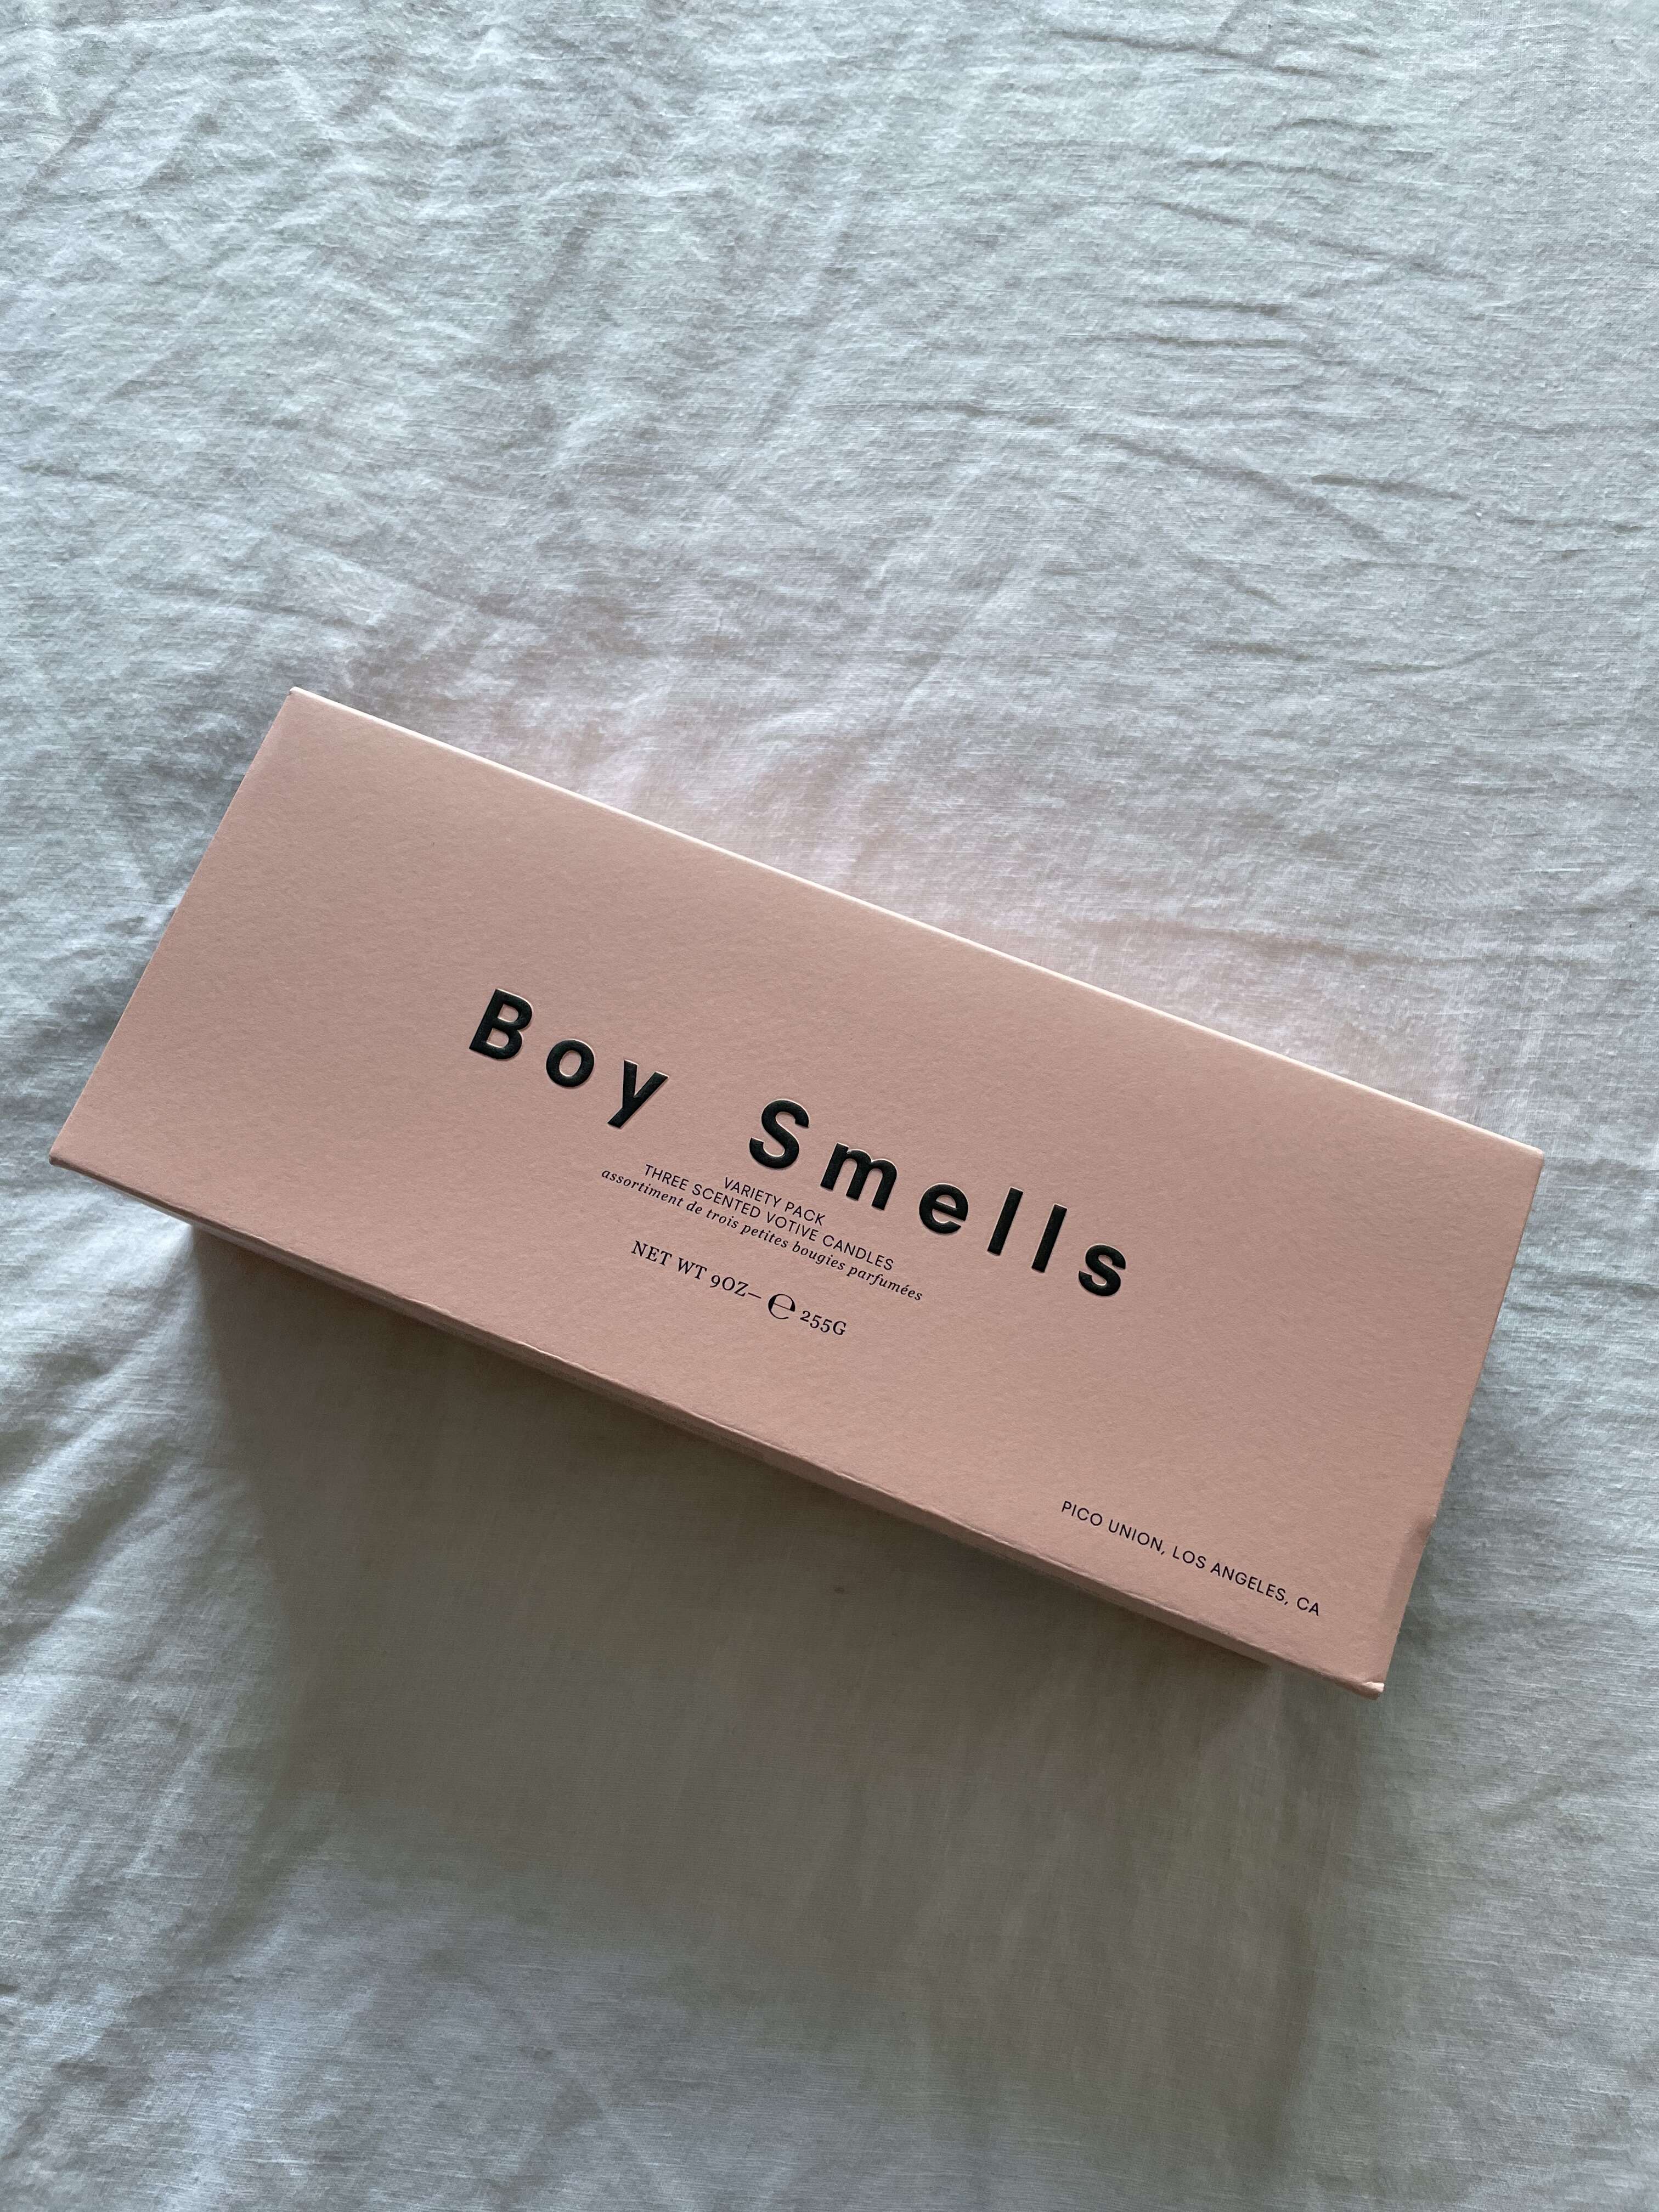 Boy Smells
VARIETY PACK
THREE SCENTED VOTIVE CANDLES
assortiment de trois petites bougies parfumées
NET WT 9OZ– ℮ 255G
PICO UNION, LOS ANGELES, CA